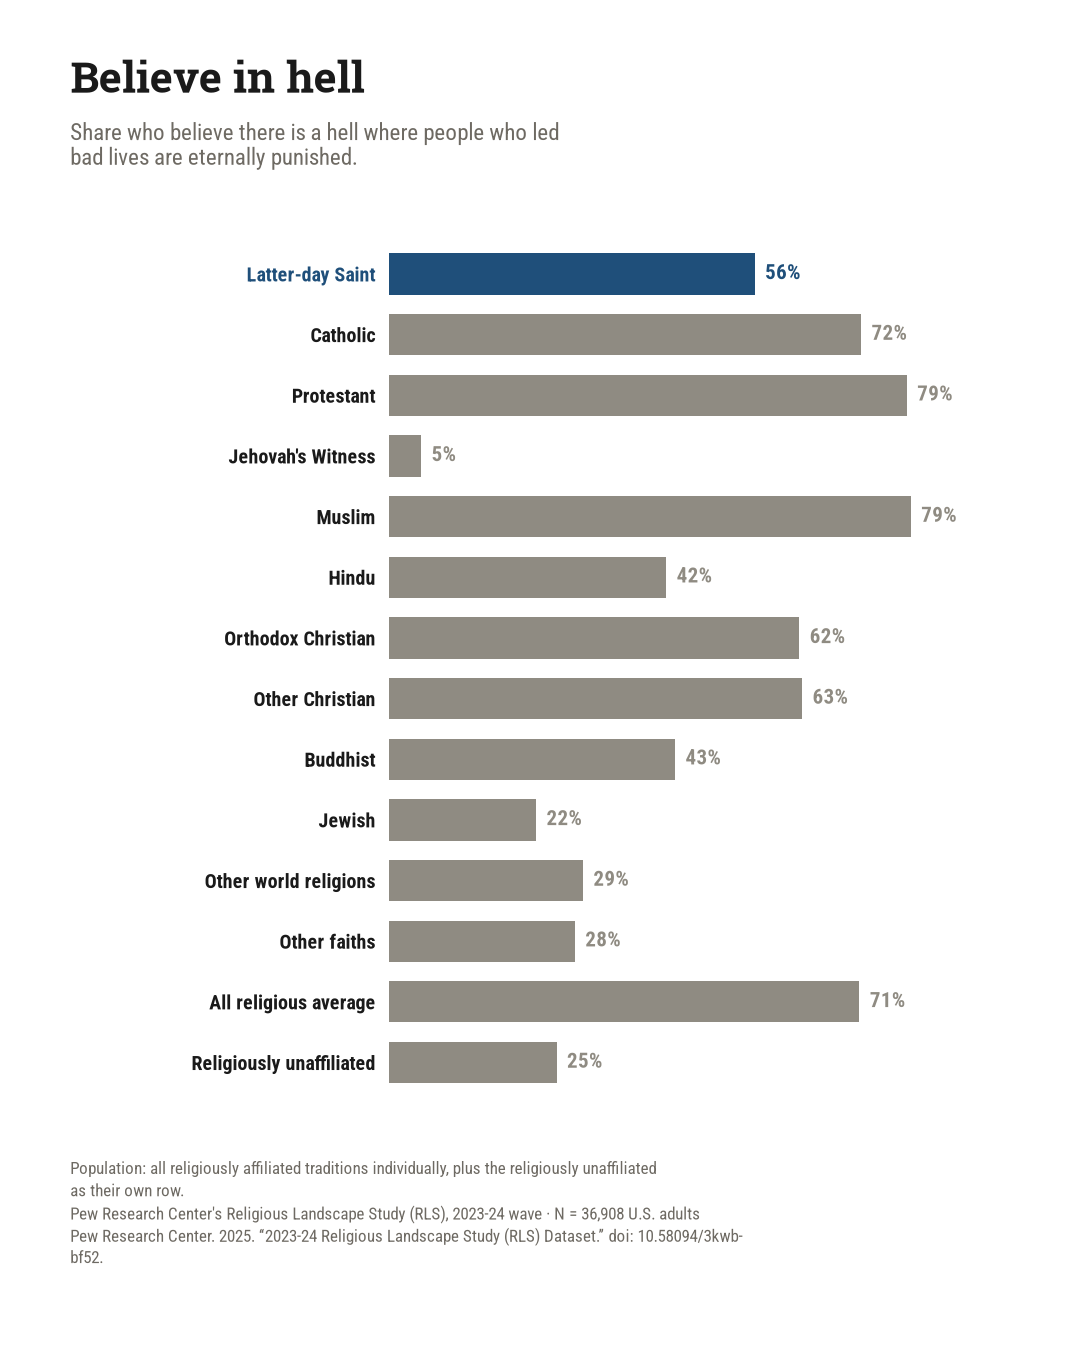 Believe in hell
Share who believe there is a hell where people who led
bad lives are eternally punished.
Latter-day Saint 56%
Catholic 72%
Protestant 79%
Jehovah's Witness 5%
Muslim 79%
Hindu 42%
Orthodox Christian 62%
Other Christian 63%
Buddhist 43%
Jewish 22%
Other world religions 29%
Other faiths 28%
All religious average 71%
Religiously unaffiliated 25%
Population: all religiously affiliated traditions individually, plus the religiously unaffiliated
as their own row.
Pew Research Center's Religious Landscape Study (RLS), 2023-24 wave · N = 36,908 U.S. adults
Pew Research Center. 2025. “2023-24 Religious Landscape Study (RLS) Dataset.” doi: 10.58094/3kwb-
bf52.